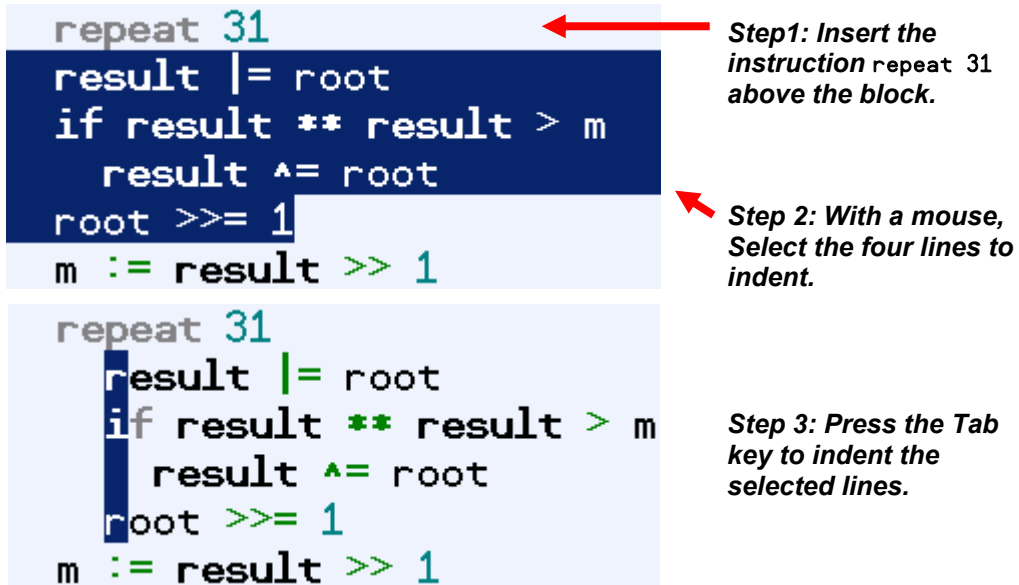 repeat 31
result |= root
if result ** result > m
result ^= root
root >>= 1
m := result >> 1
Step1: Insert the
instruction repeat 31
above the block.
Step 2: With a mouse,
Select the four lines to
indent.
repeat 31
result |= root
if result ** result > m
result ^= root
root >>= 1
m := result >> 1
Step 3: Press the Tab
key to indent the
selected lines.